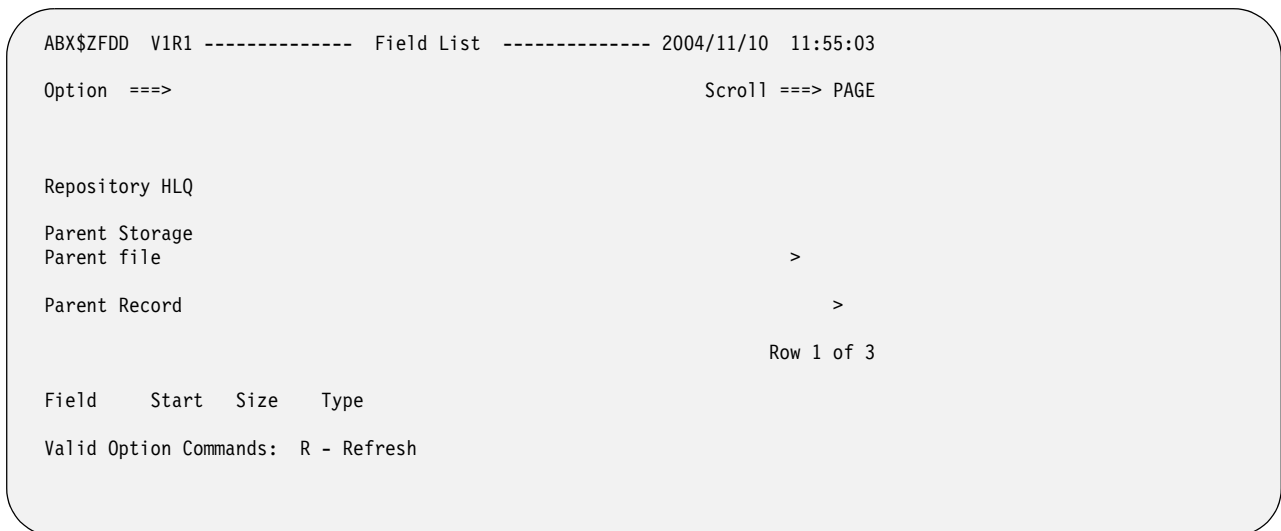 ABX$ZFDD V1R1 -------------- Field List -------------- 2004/11/10 11:55:03
Option ===> Scroll ===> PAGE
Repository HLQ
Parent Storage
Parent file >
Parent Record >
Row 1 of 3
Field Start Size Type
Valid Option Commands: R - Refresh